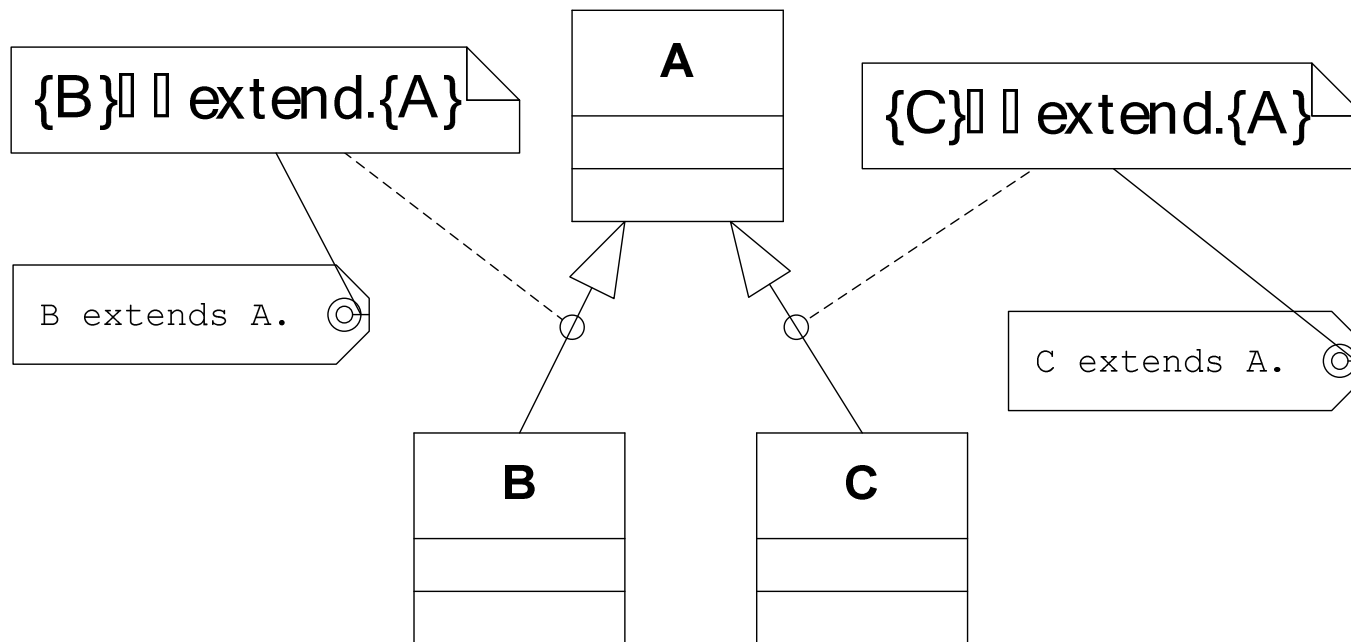 A
{B}▯ ▯ extend.{A}
{C}▯ ▯ extend.{A}
B extends A.
C extends A.
B
C